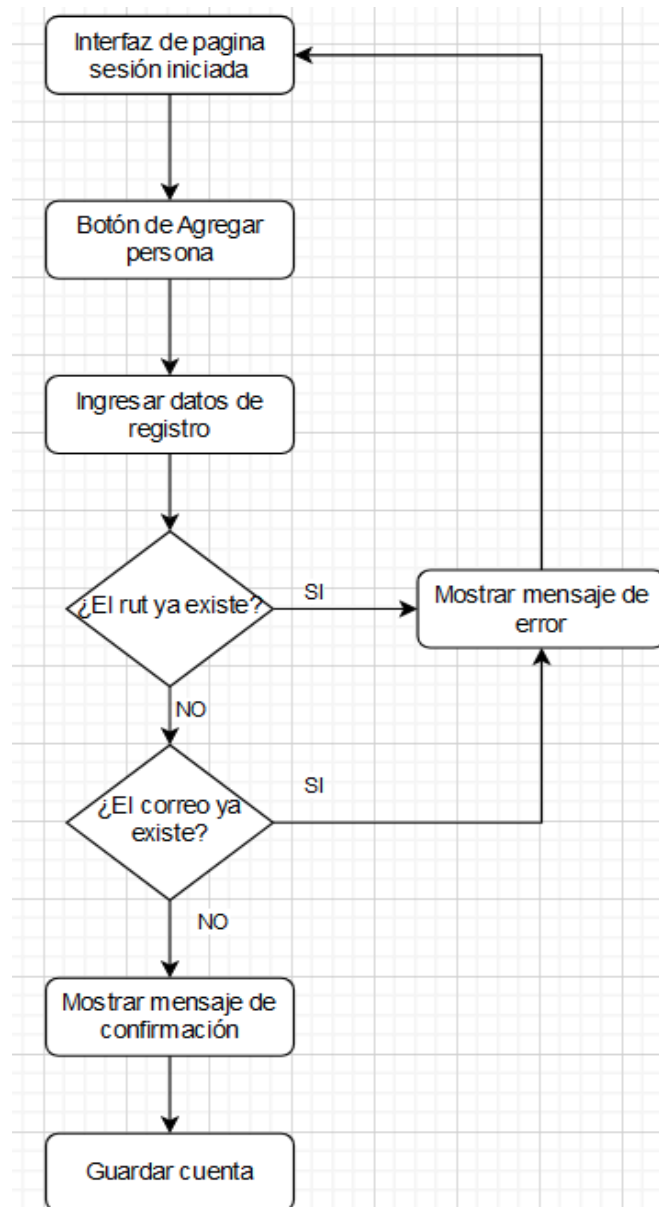 Interfaz de pagina
sesión iniciada
Botón de Agregar
persona
Ingresar datos de
registro
¿El rut ya existe?
SI
Mostrar mensaje de
error
NO
¿El correo ya
existe?
SI
NO
Mostrar mensaje de
confirmación
Guardar cuenta